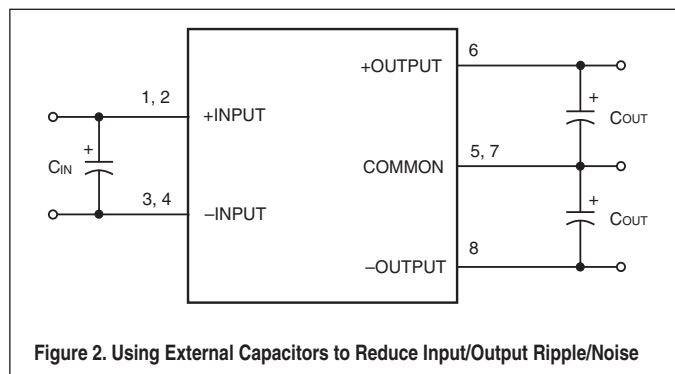 6
+OUTPUT
1, 2
+INPUT
+
COUT
+
CIN
COMMON
5, 7
3, 4
–INPUT
+
COUT
8
–OUTPUT
Figure 2. Using External Capacitors to Reduce Input/Output Ripple/Noise